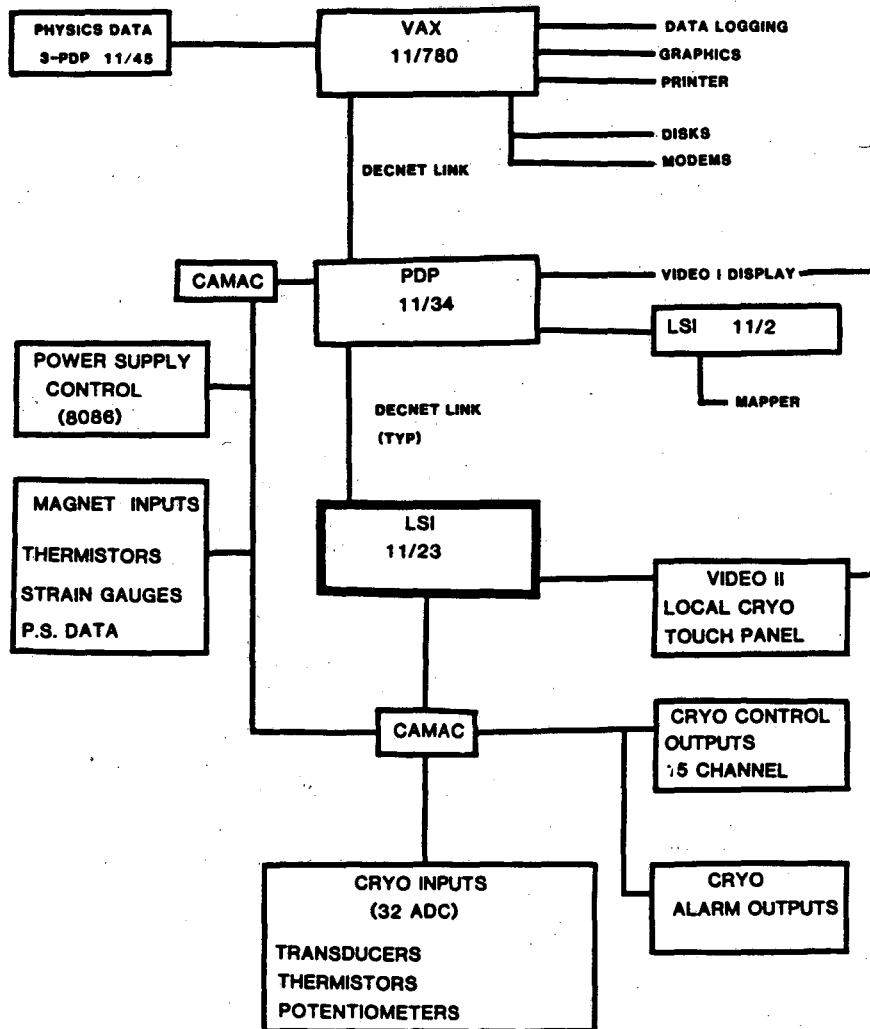 PHYSICS DATA
3-PDP 11/45
VAX
11/780
DATA LOGGING
GRAPHICS
PRINTER
DISKS
MODEMS
DECNET LINK
CAMAC
PDP
11/34
VIDEO I DISPLAY
LSI 11/2
MAPPER
POWER SUPPLY
CONTROL
(8086)
DECNET LINK
(TYP)
MAGNET INPUTS
THERMISTORS
STRAIN GAUGES
P.S. DATA
LSI
11/23
VIDEO II
LOCAL CRYO
TOUCH PANEL
CAMAC
CRYO CONTROL
OUTPUTS
15 CHANNEL
CRYO INPUTS
(32 ADC)
TRANSDUCERS
THERMISTORS
POTENTIOMETERS
CRYO
ALARM OUTPUTS